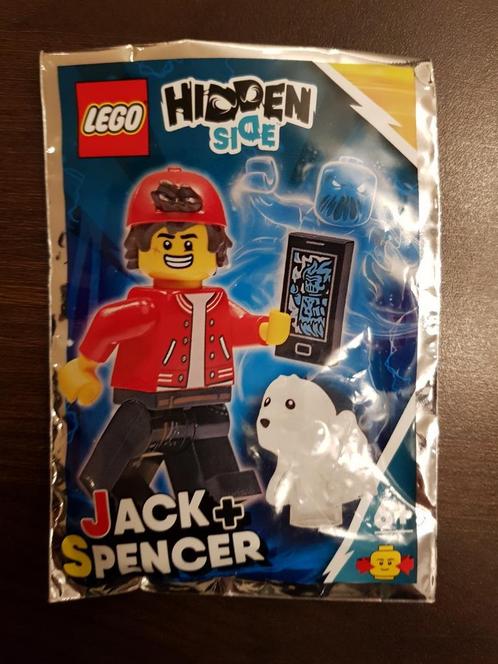 LEGO
HIDDEN
SIDE
JACK +
SPENCER
6+